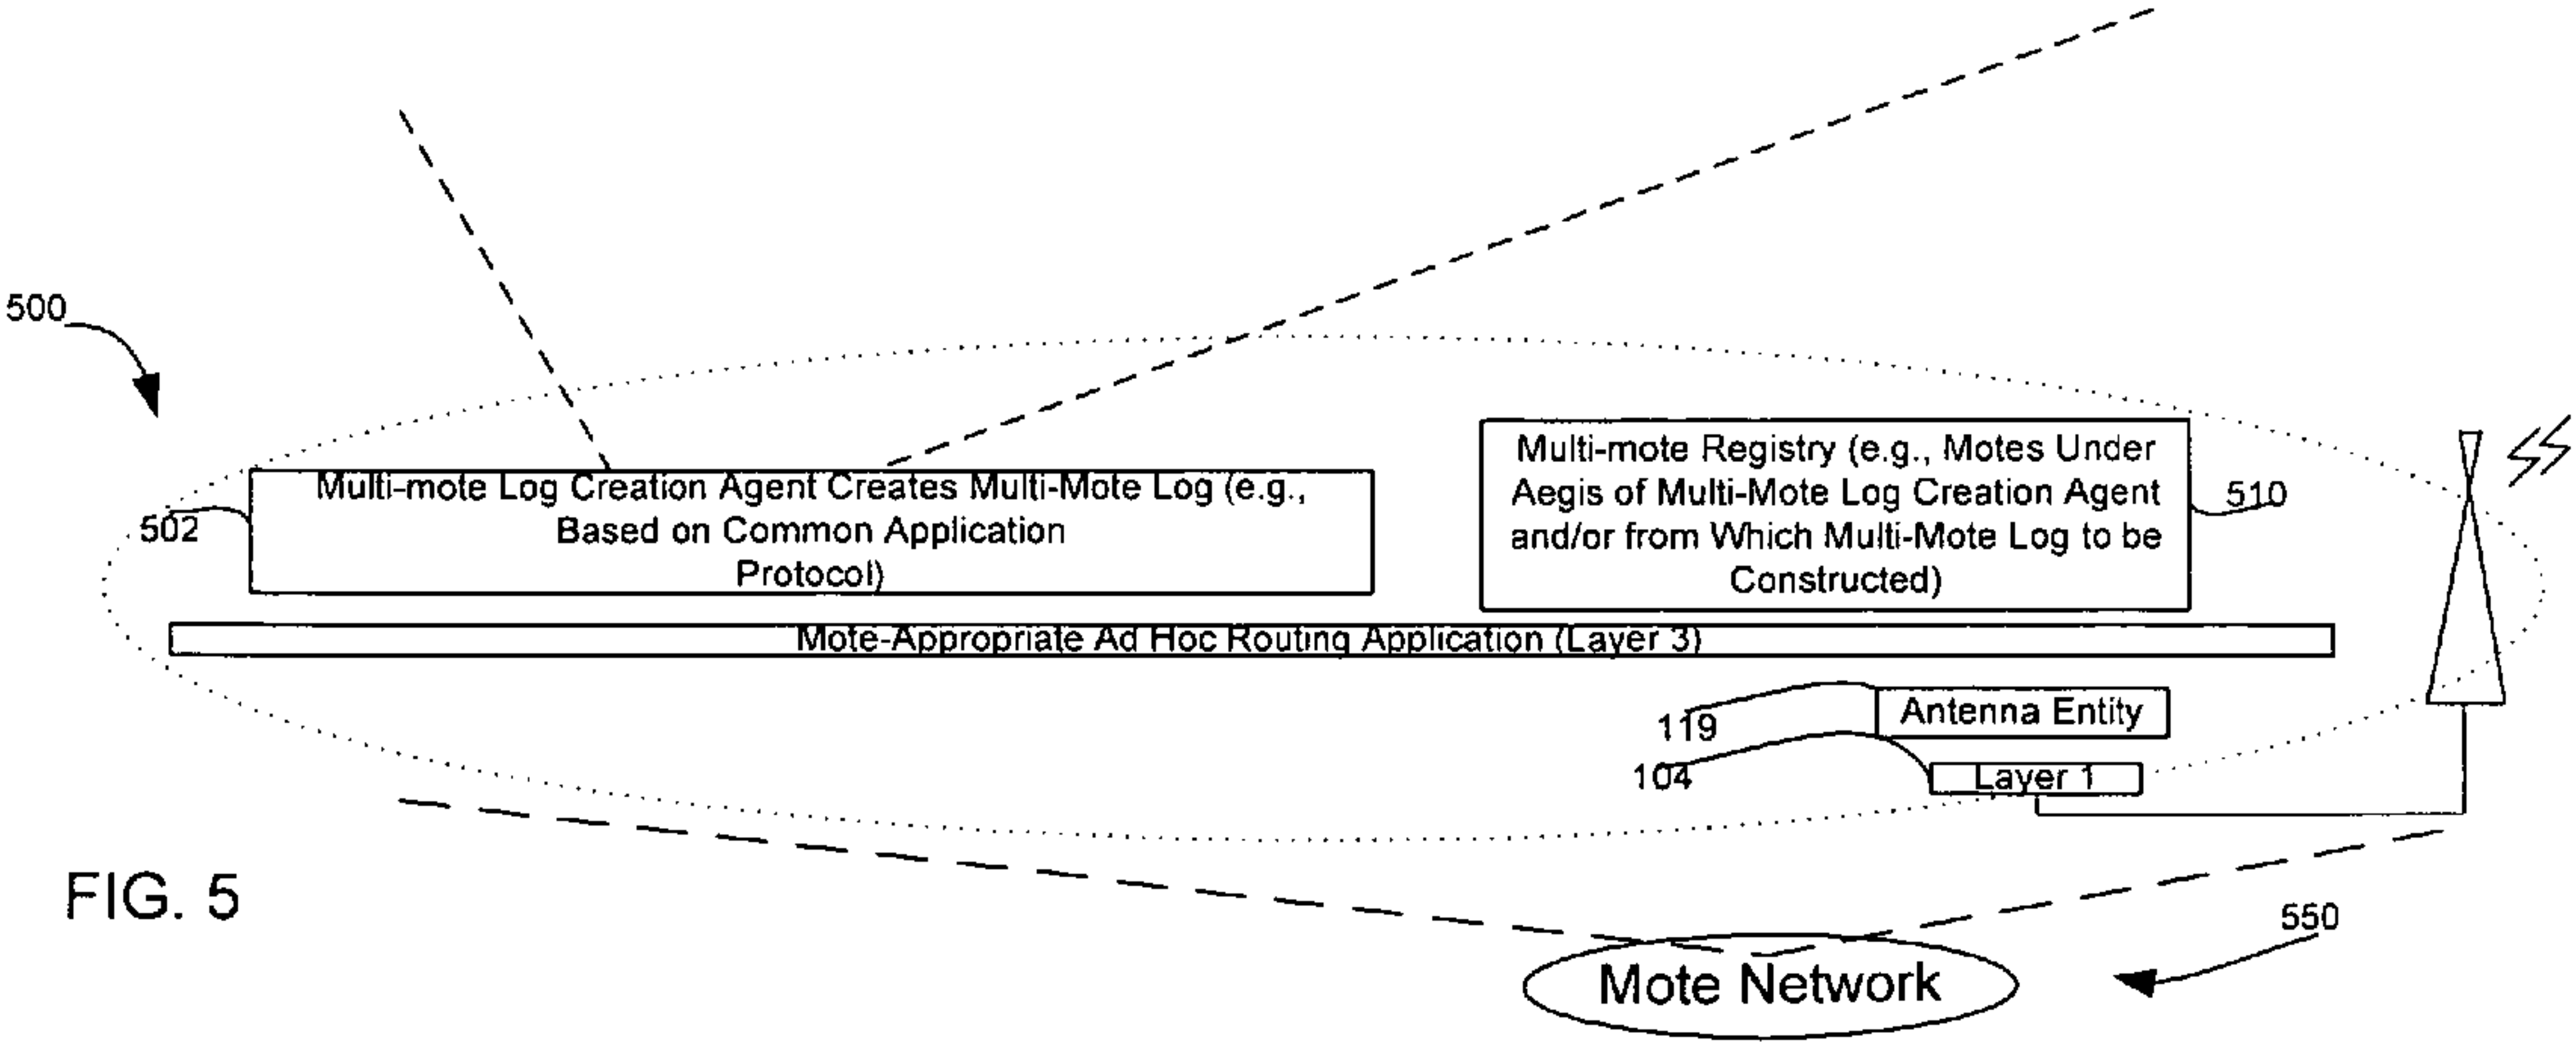 500
Multi-mote Log Creation Agent Creates Multi-Mote Log (e.g.,
Based on Common Application
Protocol)
502
Multi-mote Registry (e.g., Motes Under
Aegis of Multi-Mote Log Creation Agent
and/or from Which Multi-Mote Log to be
Constructed)
510
Mote-Appropriate Ad Hoc Routing Application (Layer 3)
119
Antenna Entity
104
Layer 1
FIG. 5
550
Mote Network